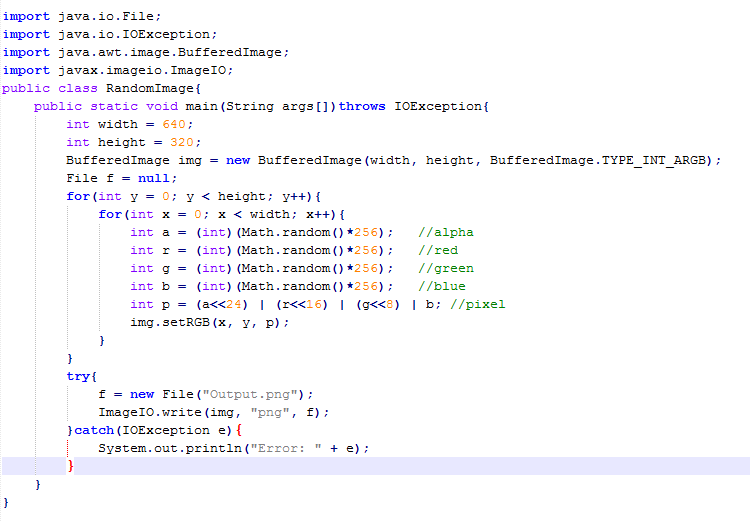 import java.io.File;
import java.io.IOException;
import java.awt.image.BufferedImage;
import javax.imageio.ImageIO;
public class RandomImage{
    public static void main(String args[])throws IOException{
        int width = 640;
        int height = 320;
        BufferedImage img = new BufferedImage(width, height, BufferedImage.TYPE_INT_ARGB);
        File f = null;
        for(int y = 0; y < height; y++){
            for(int x = 0; x < width; x++){
                int a = (int)(Math.random()*256);   //alpha
                int r = (int)(Math.random()*256);   //red
                int g = (int)(Math.random()*256);   //green
                int b = (int)(Math.random()*256);   //blue
                int p = (a<<24) | (r<<16) | (g<<8) | b; //pixel
                img.setRGB(x, y, p);
            }
        }
        try{
            f = new File("Output.png");
            ImageIO.write(img, "png", f);
        }catch(IOException e){
            System.out.println("Error: " + e);
        }
    }
}